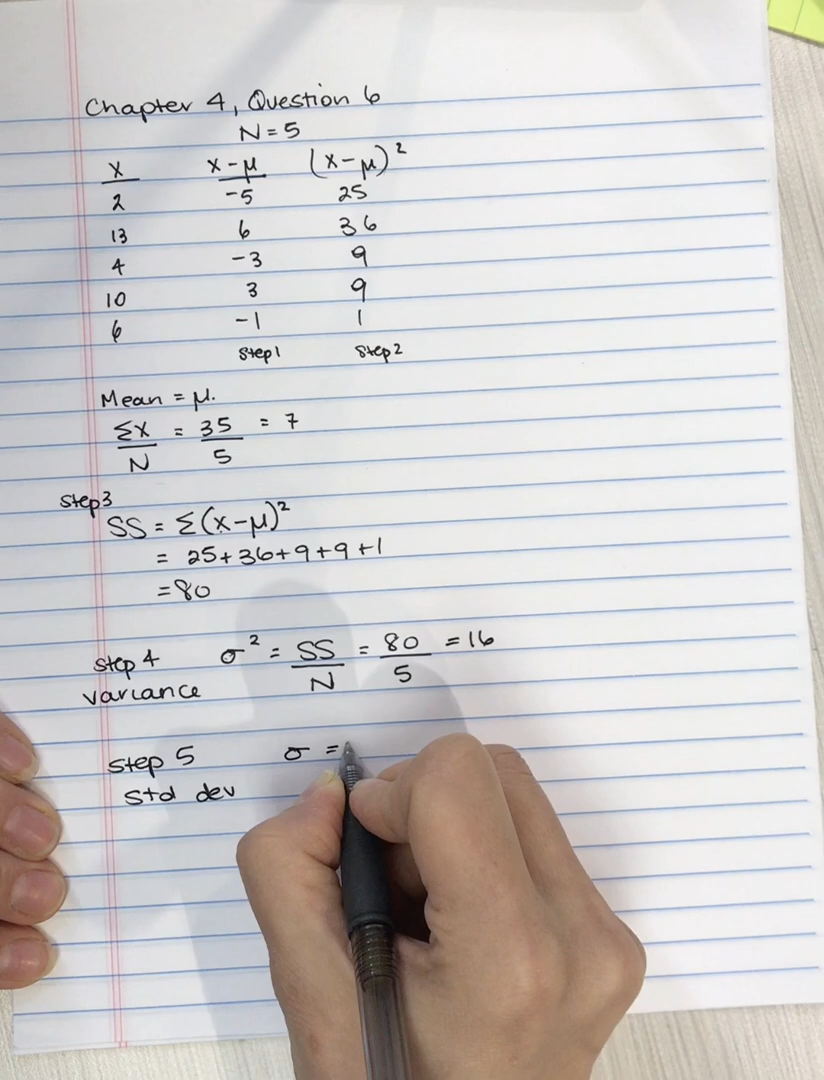 Chapter 4, Question 6
N = 5
X X-μ (X-μ)²
2 -5 25
13 6 36
4 -3 9
10 3 9
6 -1 1
Step1 Step2
Mean = μ.
ΣX = 35 = 7
N 5
Step3
SS = Σ(X-μ)²
= 25+36+9+9+1
= 80
Step 4 σ² = SS = 80 = 16
variance N 5
Step 5 σ =
Std dev